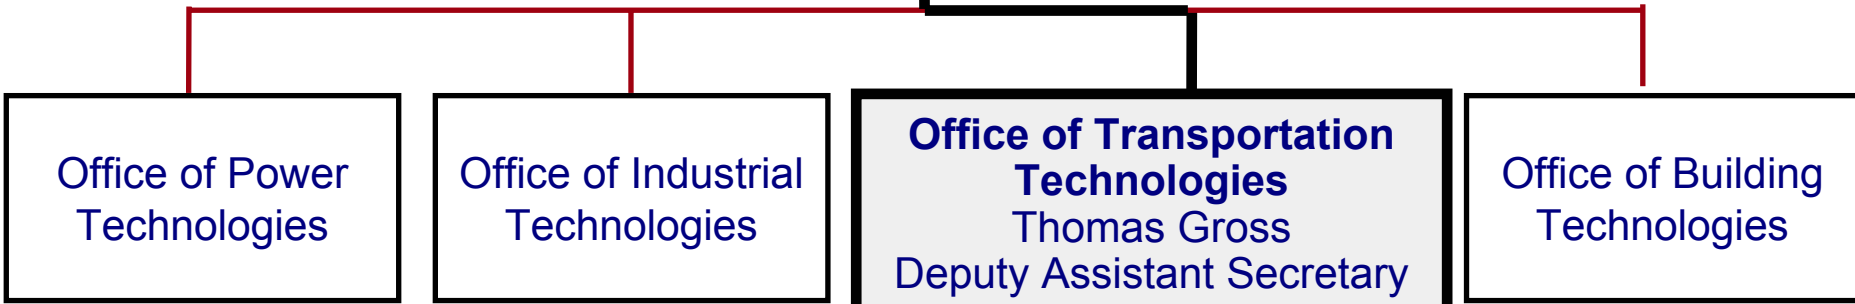 Office of Power
Technologies
Office of Industrial
Technologies
Office of Transportation
Technologies
Thomas Gross
Deputy Assistant Secretary
Office of Building
Technologies